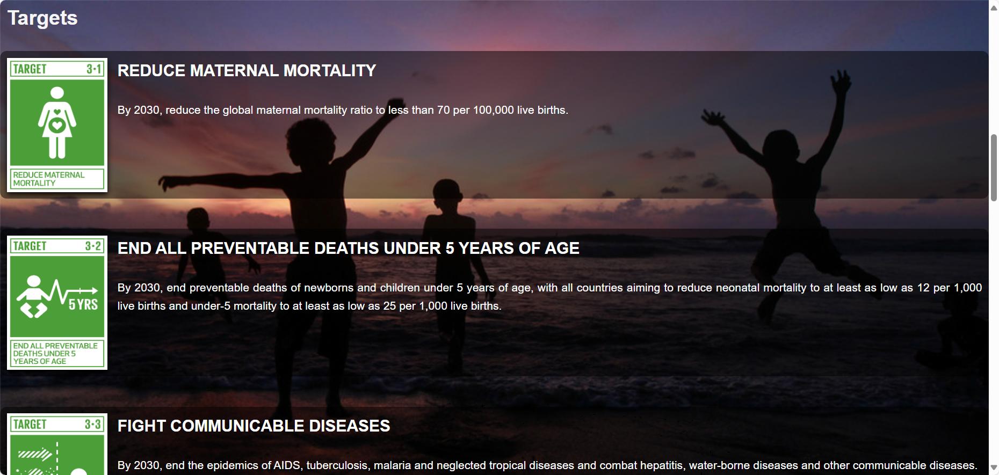 Targets
TARGET 3·1
REDUCE MATERNAL
MORTALITY
REDUCE MATERNAL MORTALITY
By 2030, reduce the global maternal mortality ratio to less than 70 per 100,000 live births.
TARGET 3·2
5 YRS
END ALL PREVENTABLE
DEATHS UNDER 5
YEARS OF AGE
END ALL PREVENTABLE DEATHS UNDER 5 YEARS OF AGE
By 2030, end preventable deaths of newborns and children under 5 years of age, with all countries aiming to reduce neonatal mortality to at least as low as 12 per 1,000
live births and under-5 mortality to at least as low as 25 per 1,000 live births.
TARGET 3·3
FIGHT COMMUNICABLE DISEASES
By 2030, end the epidemics of AIDS, tuberculosis, malaria and neglected tropical diseases and combat hepatitis, water-borne diseases and other communicable diseases.